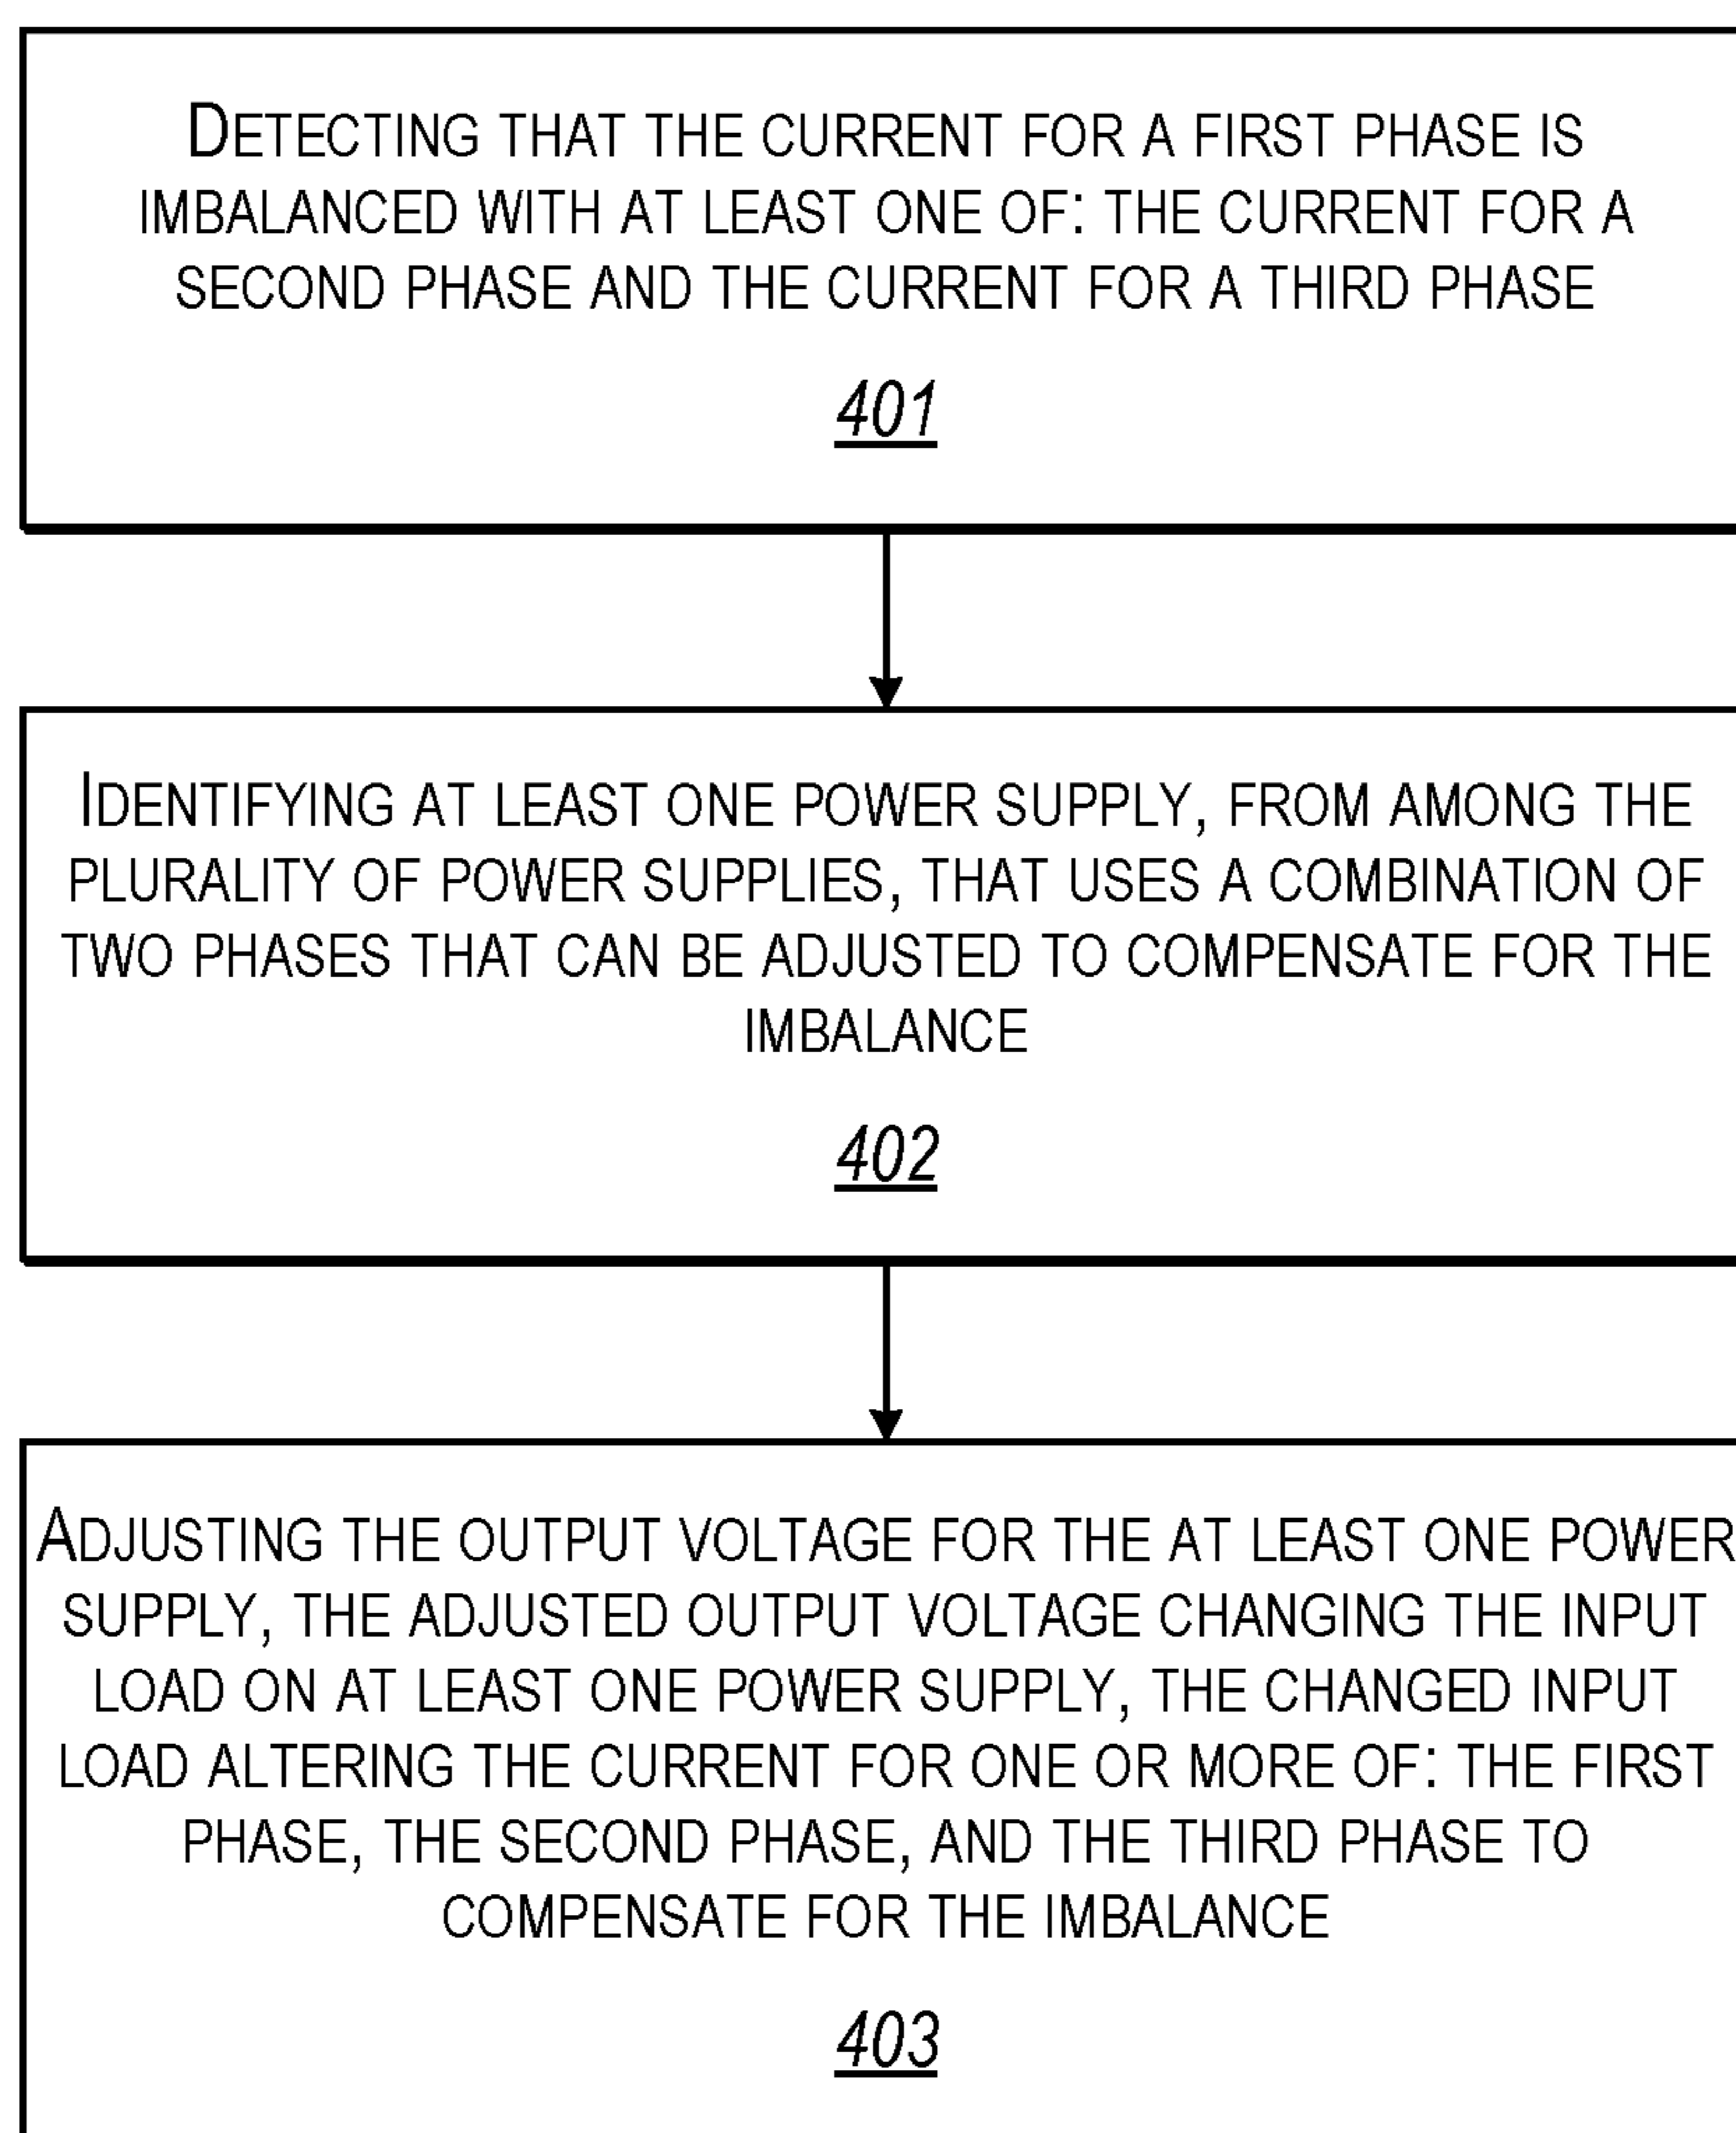 Detecting that the current for a first phase is
imbalanced with at least one of: the current for a
second phase and the current for a third phase
401
Identifying at least one power supply, from among the
plurality of power supplies, that uses a combination of
two phases that can be adjusted to compensate for the
imbalance
402
Adjusting the output voltage for the at least one power
supply, the adjusted output voltage changing the input
load on at least one power supply, the changed input
load altering the current for one or more of: the first
phase, the second phase, and the third phase to
compensate for the imbalance
403